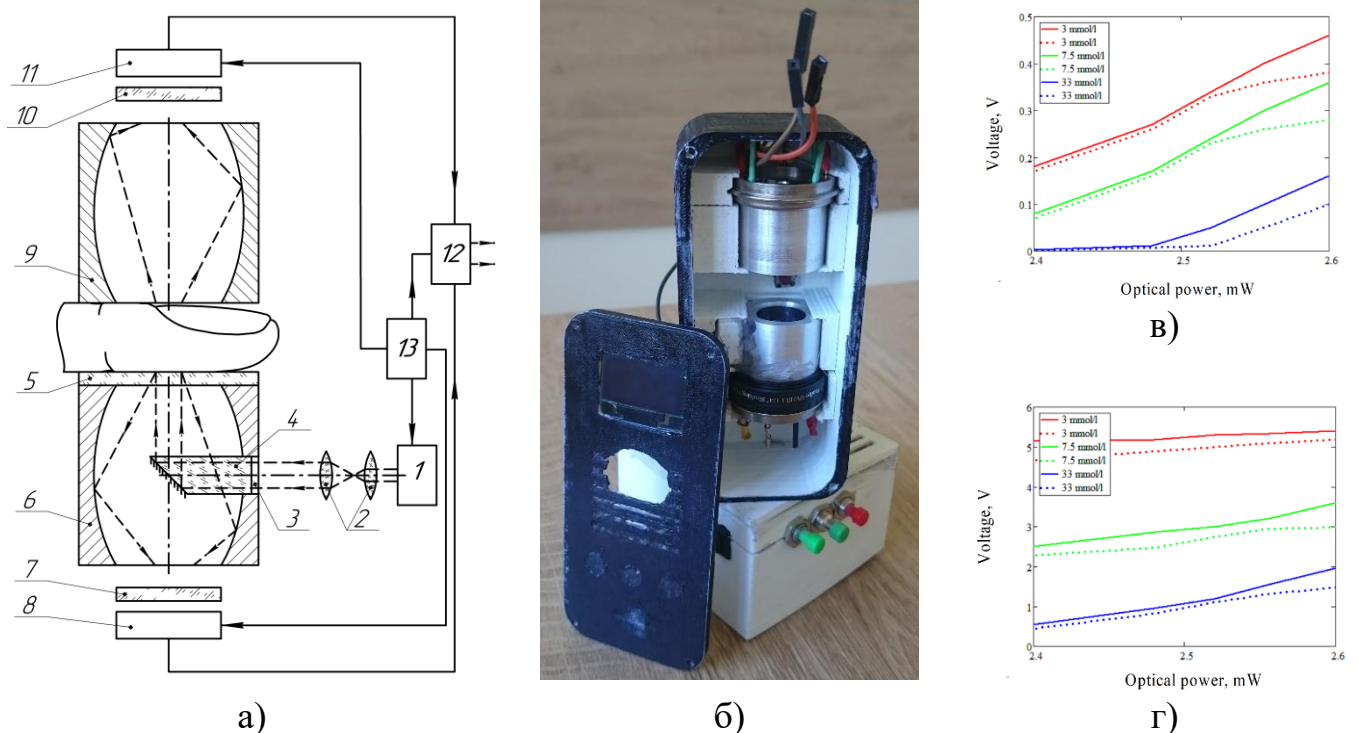 11
10
9
5
4
6
3
2
1
7
8
12
13
а)
б)
0.5
0.4
0.3
0.2
0.1
0
3 mmol/l
3 mmol/l
7.5 mmol/l
7.5 mmol/l
33 mmol/l
33 mmol/l
Voltage, V
2.4
2.5
2.6
Optical power, mW
в)
6
5
4
3
2
1
0
3 mmol/l
3 mmol/l
7.5 mmol/l
7.5 mmol/l
33 mmol/l
33 mmol/l
Voltage, V
2.4
2.5
2.6
Optical power, mW
г)